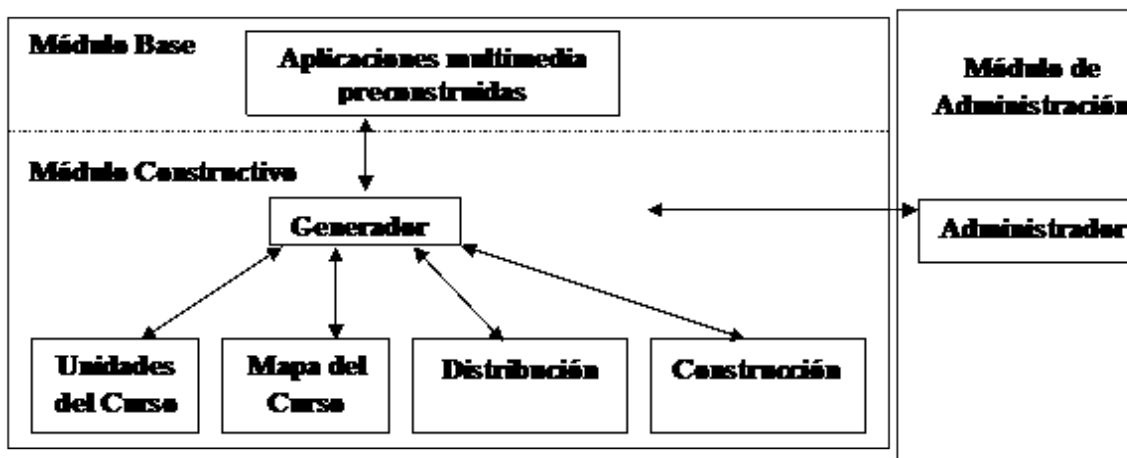 Módulo Base
Aplicaciones multimedia
preconstruidas
Módulo de
Administración
Módulo Constructivo
Generador
Administrador
Unidades
del Curso
Mapa del
Curso
Distribución
Construcción